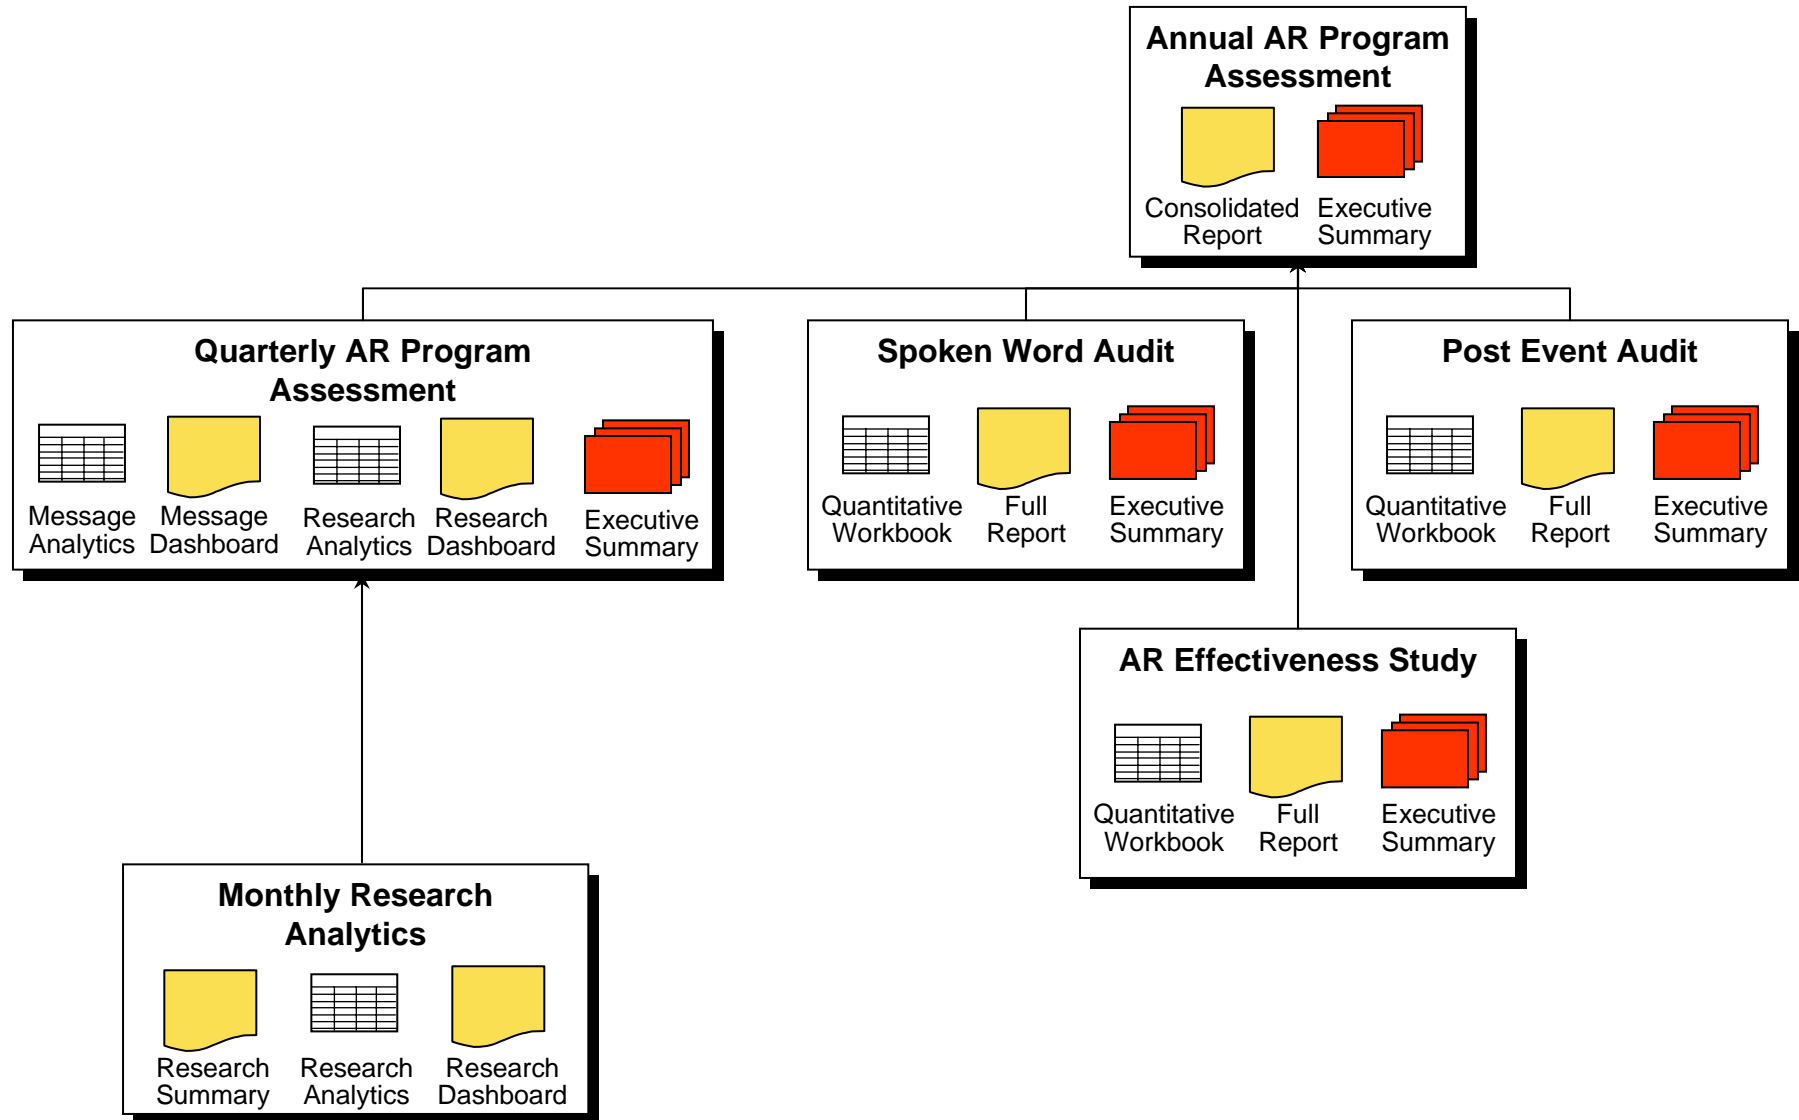 Annual AR Program
Assessment
Consolidated
Report
Executive
Summary
Quarterly AR Program
Assessment
Message
Analytics
Message
Dashboard
Research
Analytics
Research
Dashboard
Executive
Summary
Spoken Word Audit
Quantitative
Workbook
Full
Report
Executive
Summary
Post Event Audit
Quantitative
Workbook
Full
Report
Executive
Summary
AR Effectiveness Study
Quantitative
Workbook
Full
Report
Executive
Summary
Monthly Research
Analytics
Research
Summary
Research
Analytics
Research
Dashboard